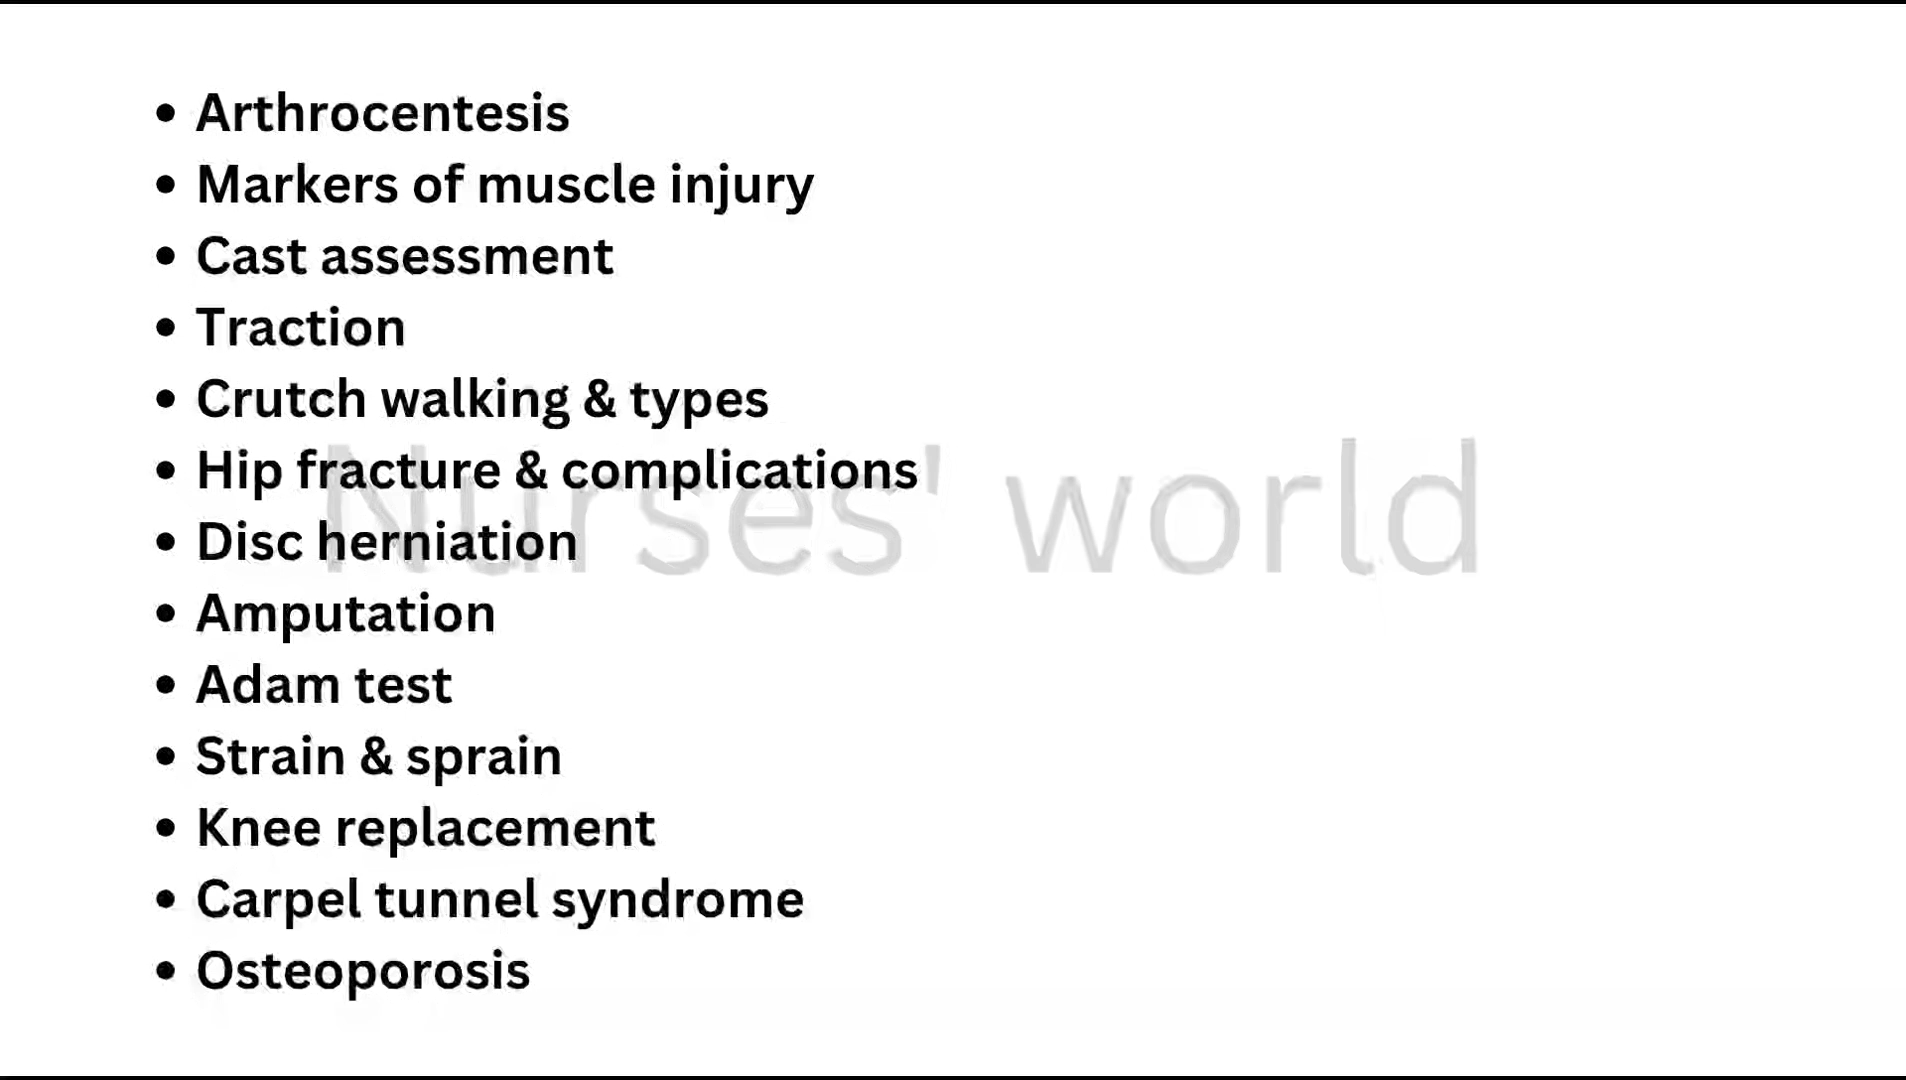 • Arthrocentesis
• Markers of muscle injury
• Cast assessment
• Traction
• Crutch walking & types
• Hip fracture & complications
Nurses' world
• Disc herniation
• Amputation
• Adam test
• Strain & sprain
• Knee replacement
• Carpel tunnel syndrome
• Osteoporosis